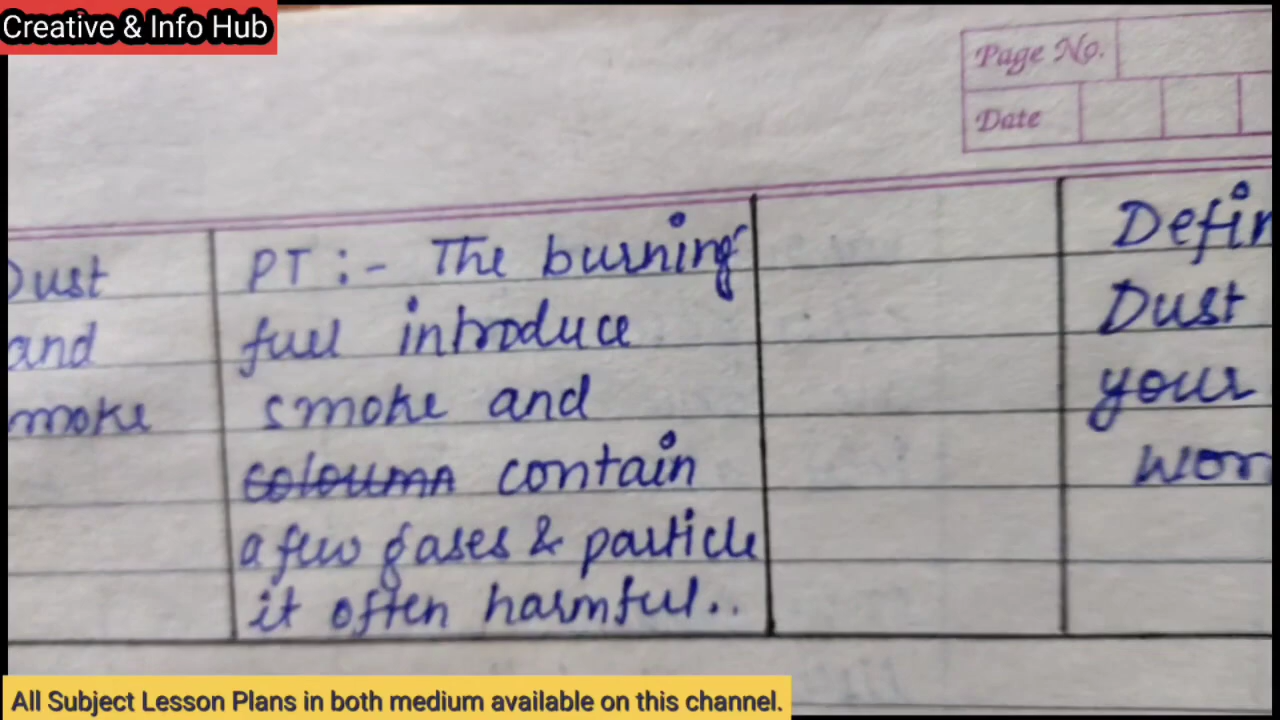 Creative & Info Hub
Page No.
Date
Dust
and
moke
PT :- The burning
fuel introduce
smoke and
coloumn contain
a few gases & particle
it often harmful..
Defin
Dust
your
wor
All Subject Lesson Plans in both medium available on this channel.